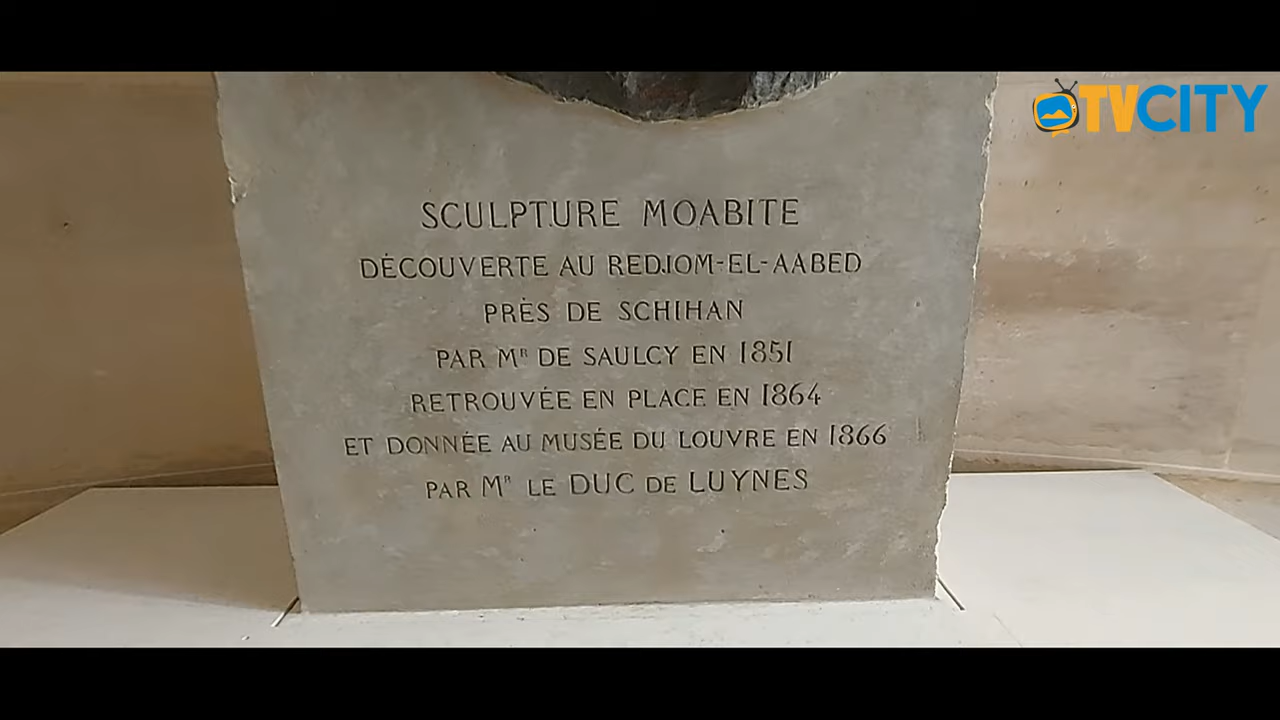 TVCITY
SCULPTURE MOABITE
DÉCOUVERTE AU REDJOM-EL-AABED
PRÈS DE SCHIHAN
PAR Mᴿ DE SAULCY EN 1851
RETROUVÉE EN PLACE EN 1864
ET DONNÉE AU MUSÉE DU LOUVRE EN 1866
PAR Mᴿ LE DUC DE LUYNES